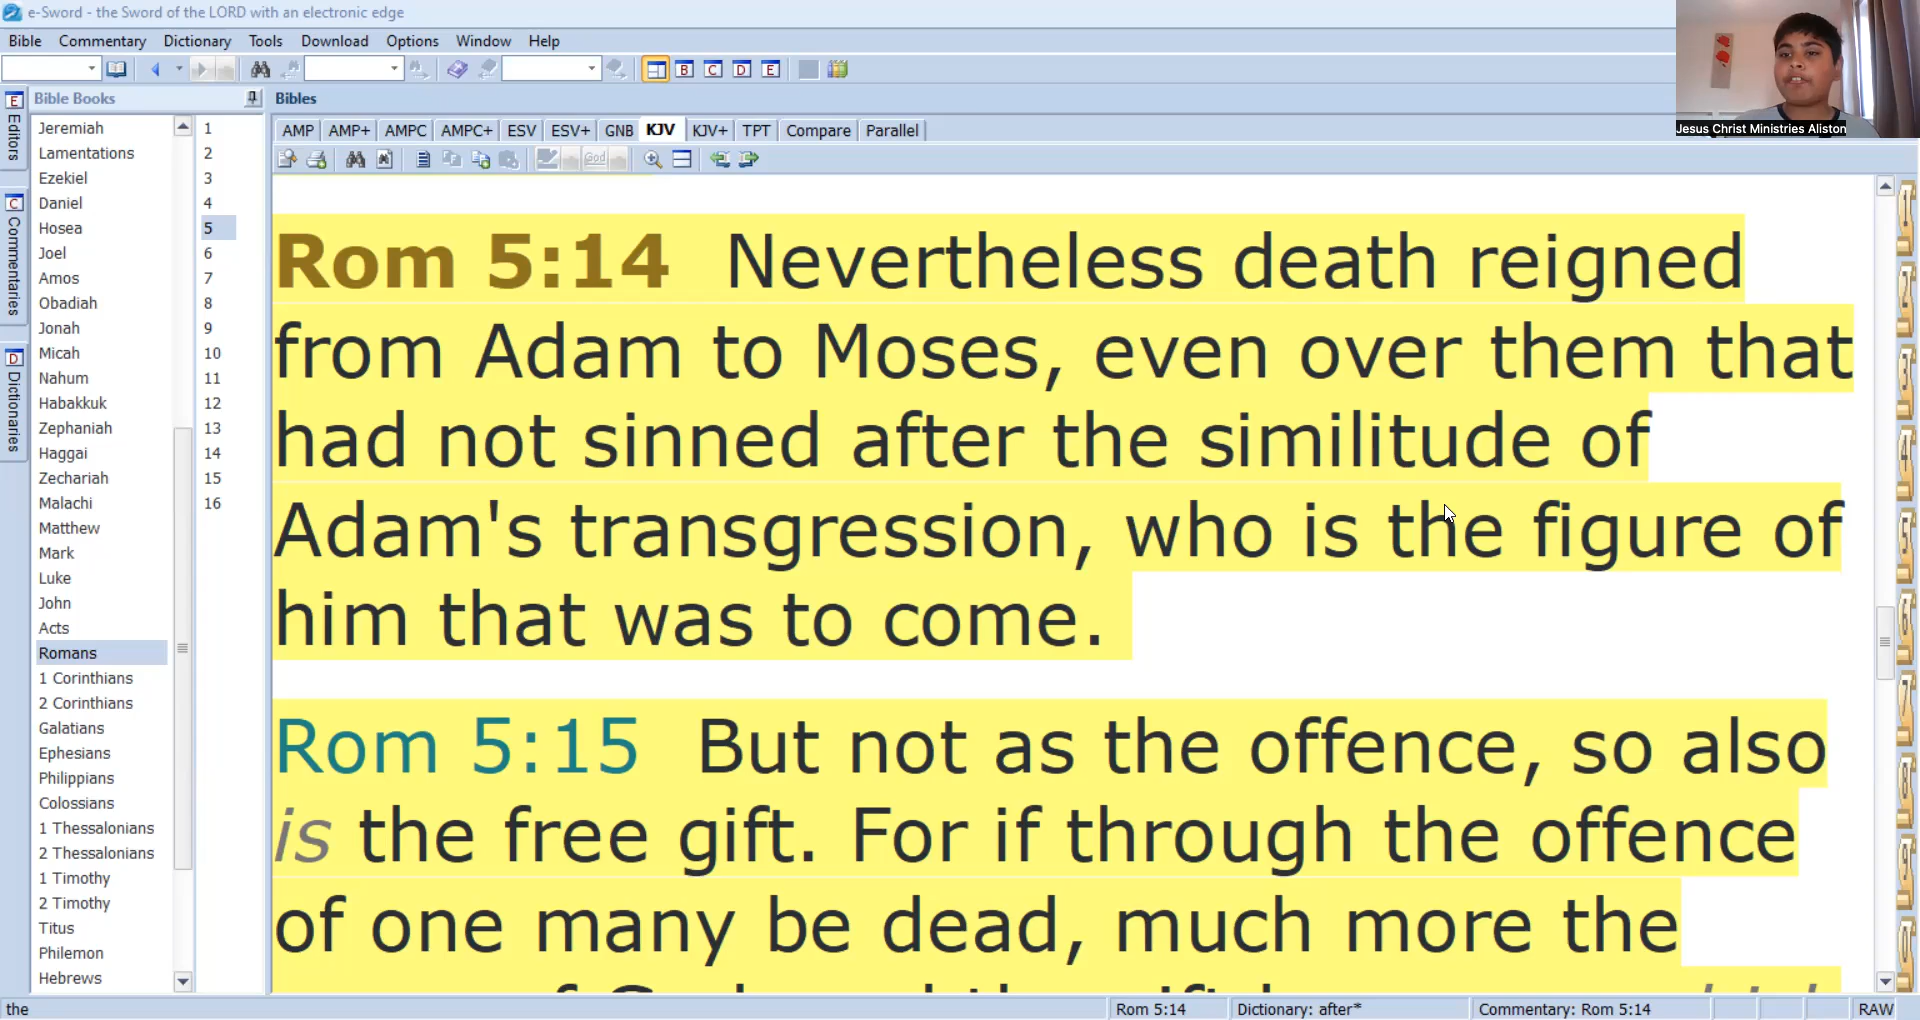 e-Sword - the Sword of the LORD with an electronic edge
Bible Commentary Dictionary Tools Download Options Window Help
B C D E
Jesus Christ Ministries Aliston
E Editors
C Commentaries
D Dictionaries
Bible Books
Jeremiah
Lamentations
Ezekiel
Daniel
Hosea
Joel
Amos
Obadiah
Jonah
Micah
Nahum
Habakkuk
Zephaniah
Haggai
Zechariah
Malachi
Matthew
Mark
Luke
John
Acts
Romans
1 Corinthians
2 Corinthians
Galatians
Ephesians
Philippians
Colossians
1 Thessalonians
2 Thessalonians
1 Timothy
2 Timothy
Titus
Philemon
Hebrews
1
2
3
4
5
6
7
8
9
10
11
12
13
14
15
16
Bibles
AMP AMP+ AMPC AMPC+ ESV ESV+ GNB KJV KJV+ TPT Compare Parallel
God
Rom 5:14 Nevertheless death reigned
from Adam to Moses, even over them that
had not sinned after the similitude of
Adam's transgression, who is the figure of
him that was to come.
Rom 5:15 But not as the offence, so also
is the free gift. For if through the offence
of one many be dead, much more the
the Rom 5:14 Dictionary: after* Commentary: Rom 5:14 RAW